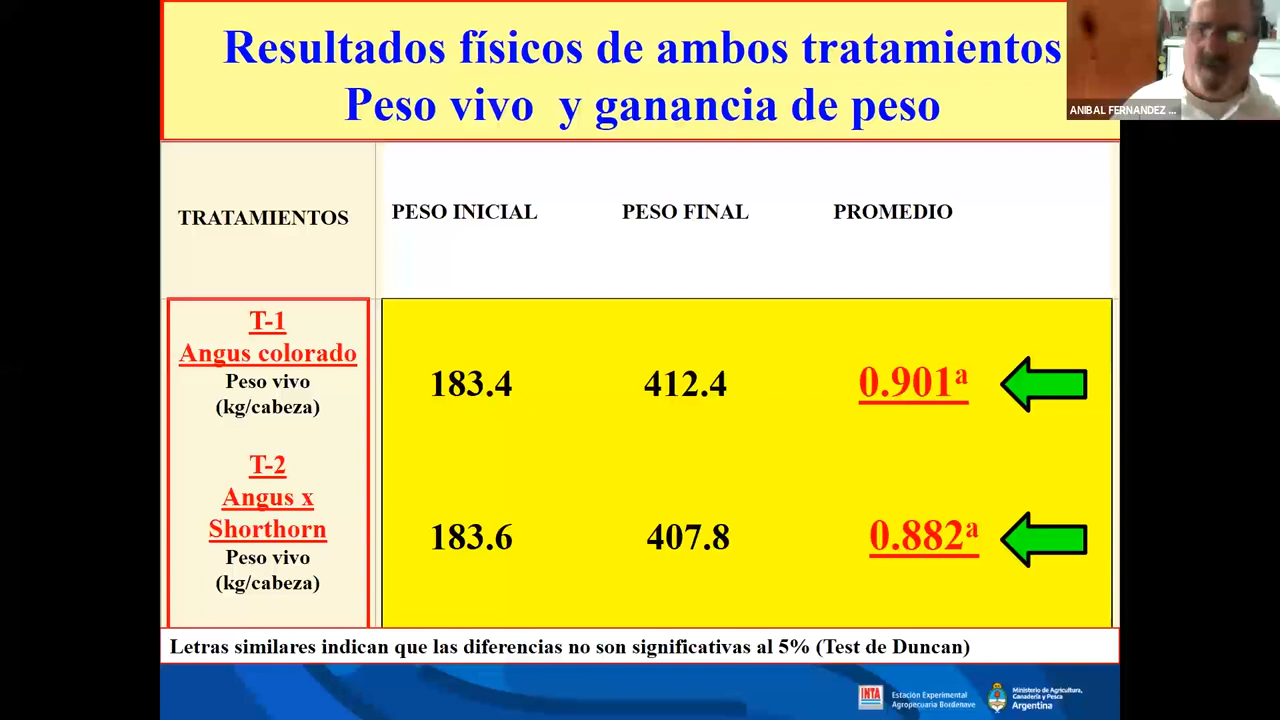 Resultados físicos de ambos tratamientos
Peso vivo y ganancia de peso
ANIBAL FERNANDEZ ...
TRATAMIENTOS
PESO INICIAL
PESO FINAL
PROMEDIO
T-1
Angus colorado
Peso vivo
(kg/cabeza)
183.4
412.4
0.901ª
T-2
Angus x
Shorthorn
Peso vivo
(kg/cabeza)
183.6
407.8
0.882ª
Letras similares indican que las diferencias no son significativas al 5% (Test de Duncan)
INTA
Estación Experimental
Agropecuaria Bordenave
Ministerio de Agricultura,
Ganadería y Pesca
Argentina